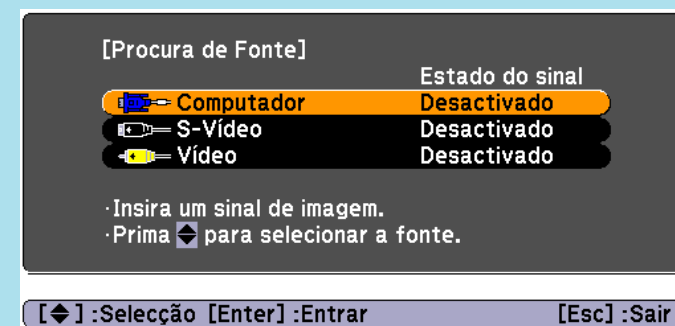 [Procura de Fonte]
Estado do sinal
Computador Desactivado
S-Vídeo Desactivado
Vídeo Desactivado
·Insira um sinal de imagem.
·Prima para selecionar a fonte.
[◆] :Selecção [Enter] :Entrar [Esc] :Sair